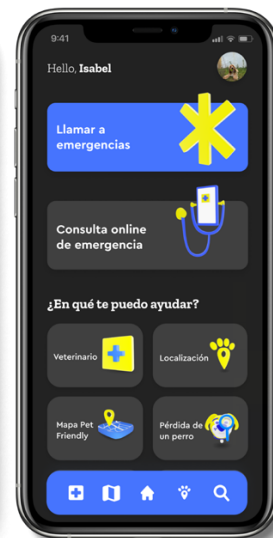 9:41
Hello, Isabel
Llamar a
emergencias
Consulta online
de emergencia
¿En qué te puedo ayudar?
Veterinario
Localización
Mapa Pet
Friendly
Pérdida de
un perro